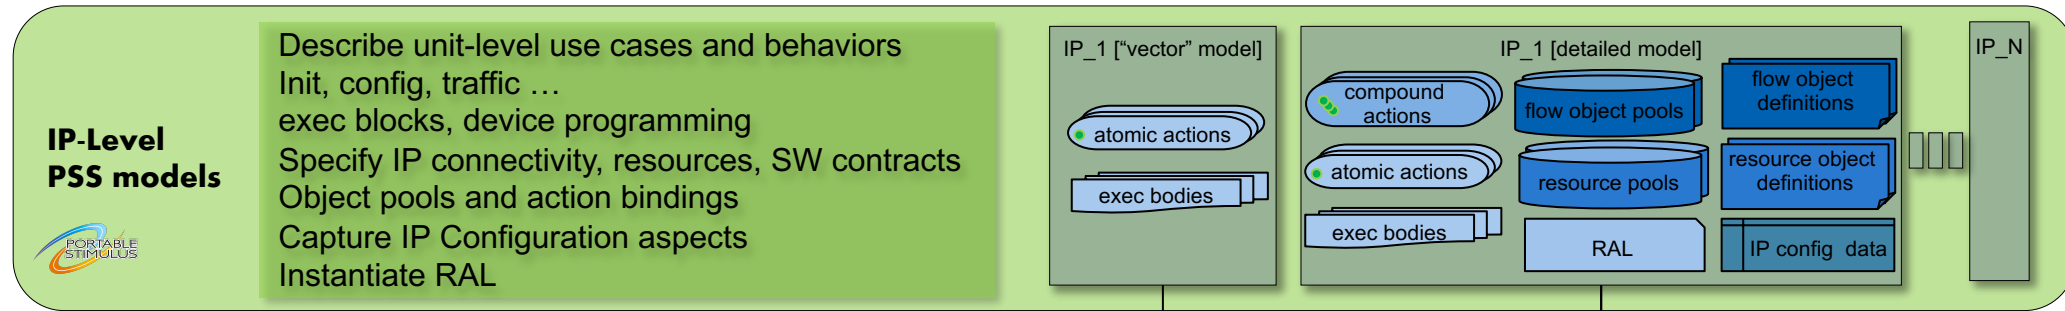 IP-Level
PSS models
PORTABLE
STIMULUS
Describe unit-level use cases and behaviors
Init, config, traffic …
exec blocks, device programming
Specify IP connectivity, resources, SW contracts
Object pools and action bindings
Capture IP Configuration aspects
Instantiate RAL
IP_1 [“vector” model]
atomic actions
exec bodies
IP_1 [detailed model]
compound
actions
atomic actions
exec bodies
flow object pools
resource pools
RAL
flow object
definitions
resource object
definitions
IP config data
IP_N